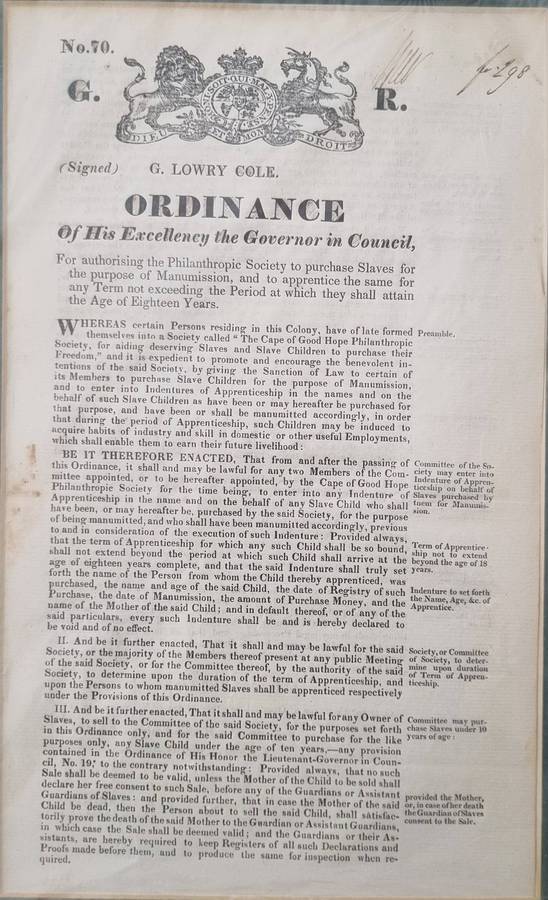 No.70.
G. R.
HONI SOIT QUI MAL Y PENSE
DIEU ET MON DROIT
298
(Signed) G. LOWRY COLE.
ORDINANCE
Of His Excellency the Governor in Council,
For authorising the Philanthropic Society to purchase Slaves for
the purpose of Manumission, and to apprentice the same for
any Term not exceeding the Period at which they shall attain
the Age of Eighteen Years.
WHEREAS certain Persons residing in this Colony, have of late formed
Preamble.
themselves into a Society called "The Cape of Good Hope Philanthropic
Society, for aiding deserving Slaves and Slave Children to purchase their
Freedom," and it is expedient to promote and encourage the benevolent in-
tentions of the said Society, by giving the Sanction of Law to certain of
its Members to purchase Slave Children for the purpose of Manumission,
and to enter into Indentures of Apprenticeship in the names and on the
behalf of such Slave Children as have been or may hereafter be purchased for
that purpose, and have been or shall be manumitted accordingly, in order
that during the period of Apprenticeship, such Children may be induced to
acquire habits of industry and skill in domestic or other useful Employments,
which shall enable them to earn their future livelihood:
BE IT THEREFORE ENACTED, That from and after the passing of
this Ordinance, it shall and may be lawful for any two Members of the Com-
mittee appointed, or to be hereafter appointed, by the Cape of Good Hope
Philanthropic Society for the time being, to enter into any Indenture of
Apprenticeship in the name and on the behalf of any Slave Child who shall
have been, or may hereafter be, purchased by the said Society, for the purpose
of being manumitted, and who shall have been manumitted accordingly, previous
to and in consideration of the execution of such Indenture: Provided always,
that the term of Apprenticeship for which any such Child shall be so bound,
shall not extend beyond the period at which such Child shall arrive at the
age of eighteen years complete, and that the said Indenture shall truly set
forth the name of the Person from whom the Child thereby apprenticed, was
purchased, the name and age of the said Child, the date of Registry of such
Purchase, the date of Manumission, the amount of Purchase Money, and the
name of the Mother of the said Child; and in default thereof, or of any of the
said particulars, every such Indenture shall be and is hereby declared to
be void and of no effect.
Committee of the So-
ciety may enter into
Indenture of Appren-
ticeship on behalf of
Slaves purchased by
them for Manumis-
sion.
Term of Apprentice-
ship not to extend
beyond the age of 18
years.
Indenture to set forth
the Name, Age, &c. of
Apprentice.
II. And be it further enacted, That it shall and may be lawful for the said
Society, or the majority of the Members thereof present at any public Meeting
of the said Society, or for the Committee thereof, by the authority of the said
Society, to determine upon the duration of the term of Apprenticeship, and
upon the Persons to whom manumitted Slaves shall be apprenticed respectively
under the Provisions of this Ordinance.
Society, or Committee
of Society, to deter-
mine upon duration
of Term of Appren-
ticeship.
III. And be it further enacted, That it shall and may be lawful for any Owner of
Slaves, to sell to the Committee of the said Society, for the purposes set forth
in this Ordinance only, and for the said Committee to purchase for the like
purposes only, any Slave Child under the age of ten years,—any provision
contained in the Ordinance of His Honor the Lieutenant-Governor in Coun-
cil, No. 19, to the contrary notwithstanding: Provided always, that no such
Sale shall be deemed to be valid, unless the Mother of the Child to be sold shall
declare her free consent to such Sale, before any of the Guardians or Assistant
Guardians of Slaves: and provided further, that in case the Mother of the said
Child be dead, then the Person about to sell the said Child, shall satisfac-
torily prove the death of the said Mother to the Guardian or Assistant Guardians,
in which case the Sale shall be deemed valid; and the Guardians or their As-
sistants, are hereby required to keep Registers of all such Declarations and
Proofs made before them, and to produce the same for inspection when re-
quired.
Committee may pur-
chase Slaves under 10
years of age:
provided the Mother,
or, in case of her death
the Guardian of Slaves
consent to the Sale.